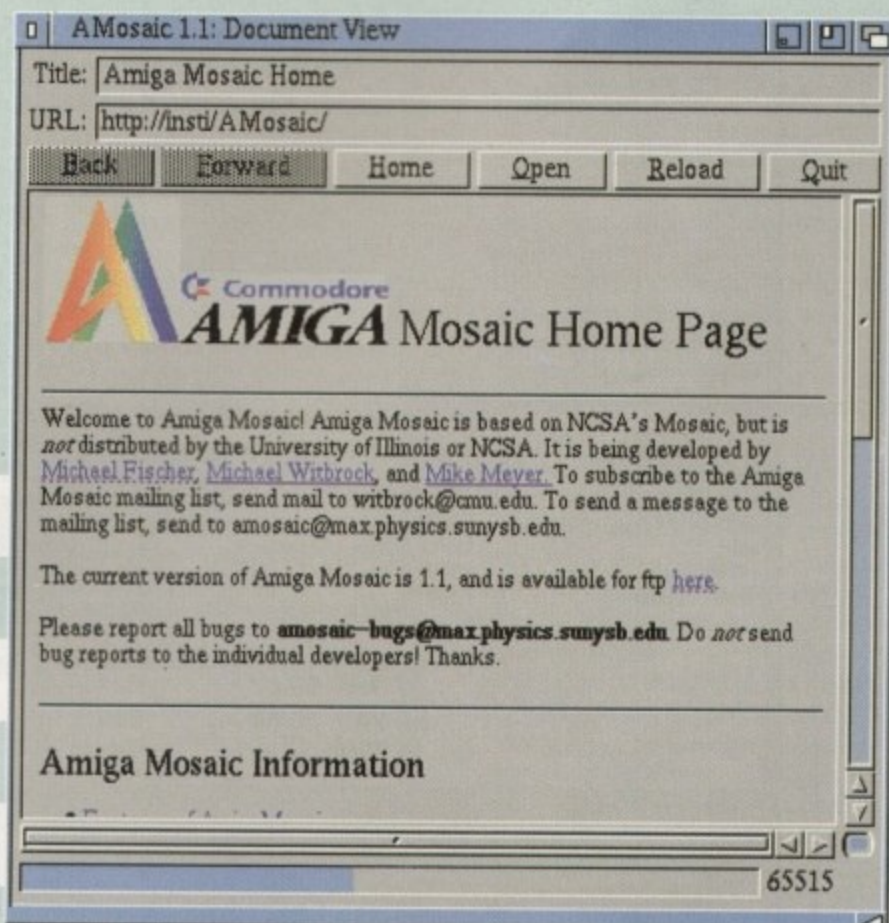 AMosaic 1.1: Document View
Title: Amiga Mosaic Home
URL: http://insti/AMosaic/
Back Forward Home Open Reload Quit
Commodore
AMIGA Mosaic Home Page
Welcome to Amiga Mosaic! Amiga Mosaic is based on NCSA's Mosaic, but is
not distributed by the University of Illinois or NCSA. It is being developed by
Michael Fischer, Michael Witbrock, and Mike Meyer. To subscribe to the Amiga
Mosaic mailing list, send mail to witbrock@cmu.edu. To send a message to the
mailing list, send to amosaic@max.physics.sunysb.edu.
The current version of Amiga Mosaic is 1.1, and is available for ftp here.
Please report all bugs to amosaic-bugs@max.physics.sunysb.edu. Do not send
bug reports to the individual developers! Thanks.
Amiga Mosaic Information
65515